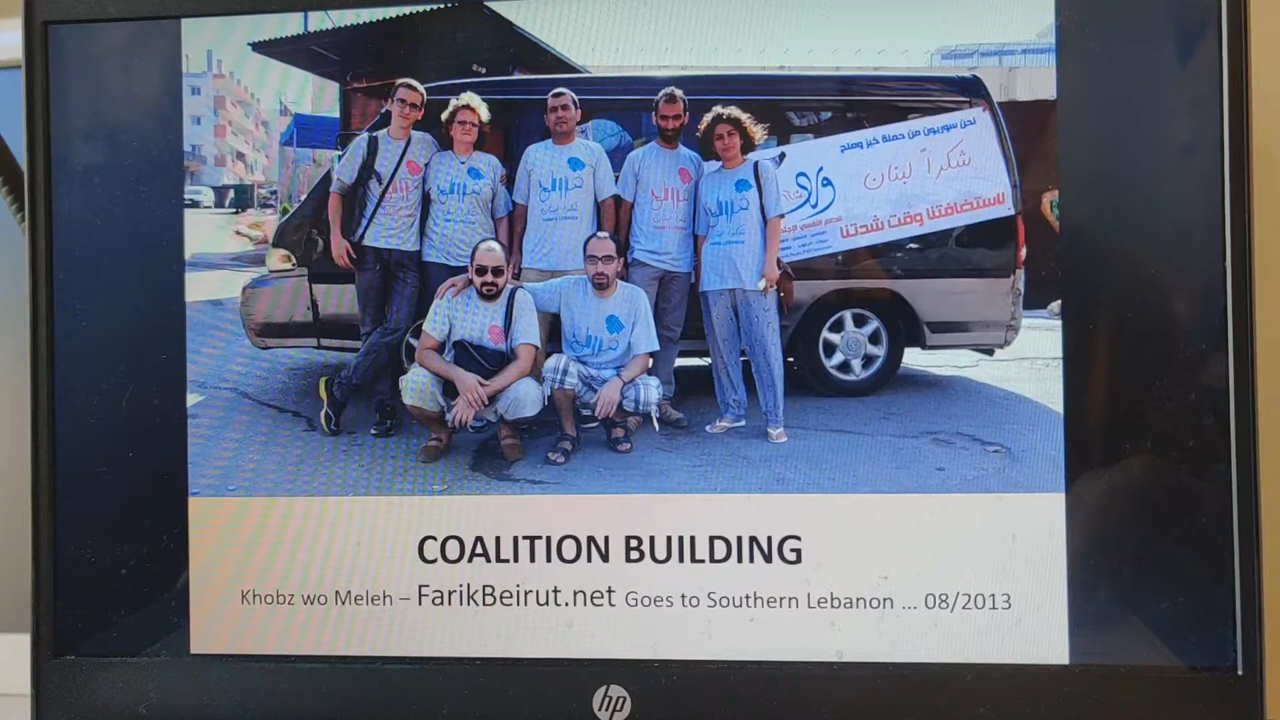 نحن سوريون من حملة خبز وملح
شكراً لبنان
لاستضافتنا وقت شدتنا
COALITION BUILDING
Khobz wo Meleh – FarikBeirut.net Goes to Southern Lebanon ... 08/2013
hp